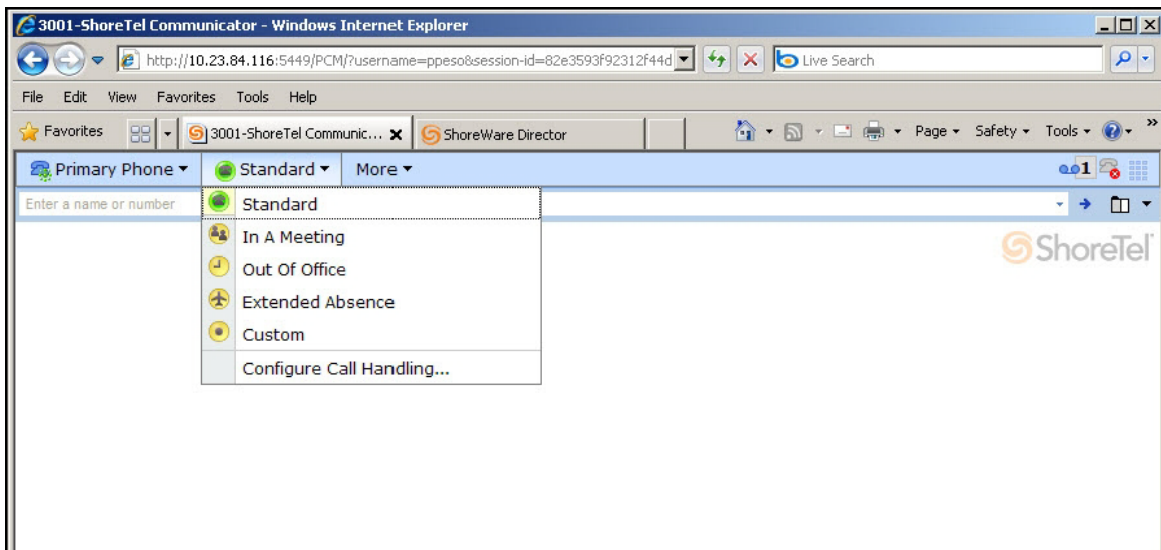 3001-ShoreTel Communicator - Windows Internet Explorer
http://10.23.84.116:5449/PCM/?username=ppeso&session-id=82e3593f92312f44d
Live Search
File Edit View Favorites Tools Help
Favorites
3001-ShoreTel Communic...
ShoreWare Director
Page Safety Tools »
Primary Phone Standard More 1
Enter a name or number
Standard
In A Meeting
Out Of Office
Extended Absence
Custom
Configure Call Handling...
ShoreTel